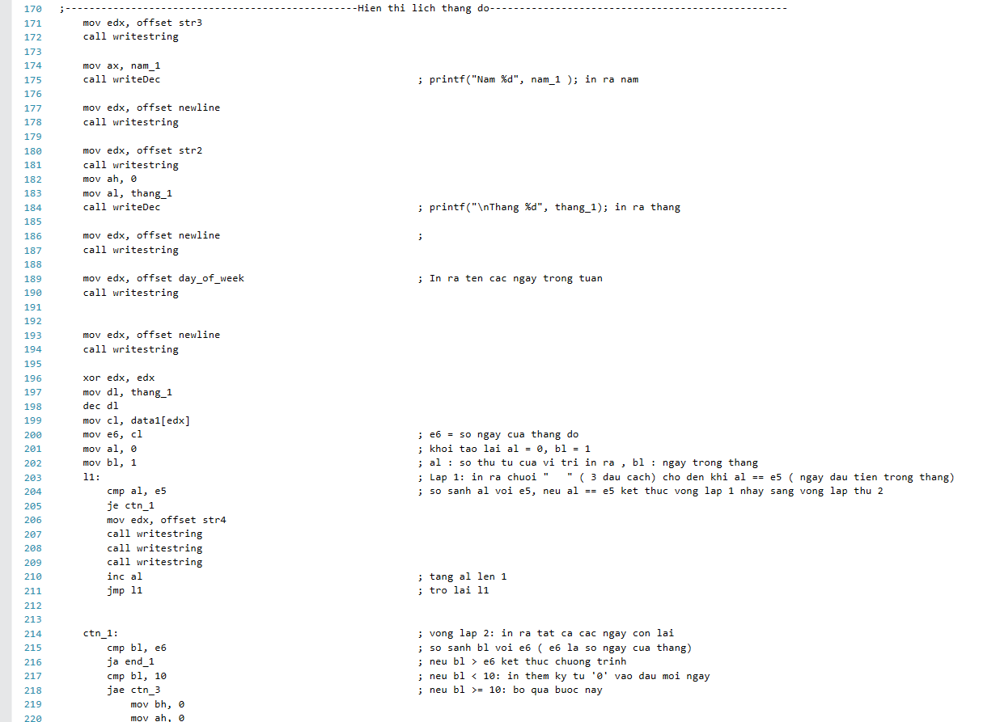 170 ;-------------------------------------------------Hien thi lich thang do--------------------------------------------------
171 mov edx, offset str3
172 call writestring
173
174 mov ax, nam_1
175 call writeDec ; printf("Nam %d", nam_1 ); in ra nam
176
177 mov edx, offset newline
178 call writestring
179
180 mov edx, offset str2
181 call writestring
182 mov ah, 0
183 mov al, thang_1
184 call writeDec ; printf("\nThang %d", thang_1); in ra thang
185
186 mov edx, offset newline ;
187 call writestring
188
189 mov edx, offset day_of_week ; In ra ten cac ngay trong tuan
190 call writestring
191
192
193 mov edx, offset newline
194 call writestring
195
196 xor edx, edx
197 mov dl, thang_1
198 dec dl
199 mov cl, data1[edx]
200 mov e6, cl ; e6 = so ngay cua thang do
201 mov al, 0 ; khoi tao lai al = 0, bl = 1
202 mov bl, 1 ; al : so thu tu cua vi tri in ra , bl : ngay trong thang
203 l1: ; Lap 1: in ra chuoi "   " ( 3 dau cach) cho den khi al == e5 ( ngay dau tien trong thang)
204 cmp al, e5 ; so sanh al voi e5, neu al == e5 ket thuc vong lap 1 nhay sang vong lap thu 2
205 je ctn_1
206 mov edx, offset str4
207 call writestring
208 call writestring
209 call writestring
210 inc al ; tang al len 1
211 jmp l1 ; tro lai l1
212
213
214 ctn_1: ; vong lap 2: in ra tat ca cac ngay con lai
215 cmp bl, e6 ; so sanh bl voi e6 ( e6 la so ngay cua thang)
216 ja end_1 ; neu bl > e6 ket thuc chuong trinh
217 cmp bl, 10 ; neu bl < 10: in them ky tu '0' vao dau moi ngay
218 jae ctn_3 ; neu bl >= 10: bo qua buoc nay
219 mov bh, 0
220 mov ah, 0